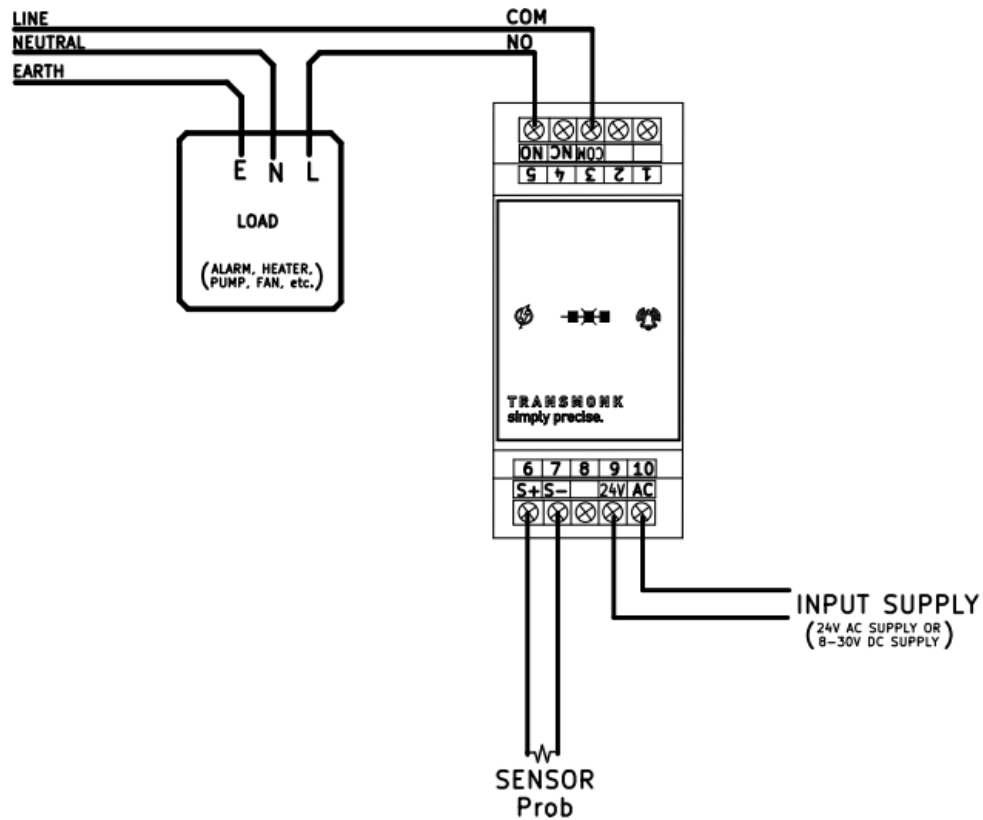 LINE
COM
NEUTRAL
NO
EARTH
E N L
LOAD
(ALARM, HEATER,
PUMP, FAN, etc.)
NO NC COM
5 4 3 2 1
TRANSMONK
simply precise.
6 7 8 9 10
S+ S- 24V AC
INPUT SUPPLY
(24V AC SUPPLY OR
8-30V DC SUPPLY)
SENSOR
Prob